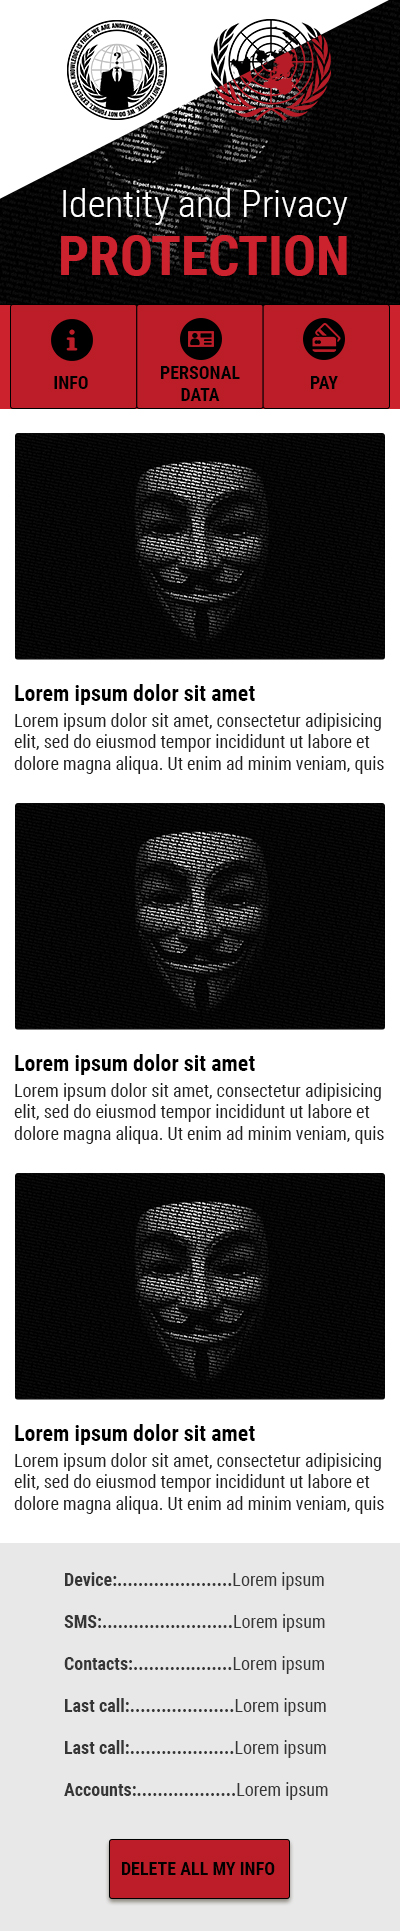 Identity and Privacy
PROTECTION
INFO
PERSONAL
DATA
PAY
Lorem ipsum dolor sit amet
Lorem ipsum dolor sit amet, consectetur adipisicing
elit, sed do eiusmod tempor incididunt ut labore et
dolore magna aliqua. Ut enim ad minim veniam, quis
Lorem ipsum dolor sit amet
Lorem ipsum dolor sit amet, consectetur adipisicing
elit, sed do eiusmod tempor incididunt ut labore et
dolore magna aliqua. Ut enim ad minim veniam, quis
Lorem ipsum dolor sit amet
Lorem ipsum dolor sit amet, consectetur adipisicing
elit, sed do eiusmod tempor incididunt ut labore et
dolore magna aliqua. Ut enim ad minim veniam, quis
Device:......................Lorem ipsum
SMS:.........................Lorem ipsum
Contacts:...................Lorem ipsum
Last call:....................Lorem ipsum
Last call:....................Lorem ipsum
Accounts:...................Lorem ipsum
DELETE ALL MY INFO